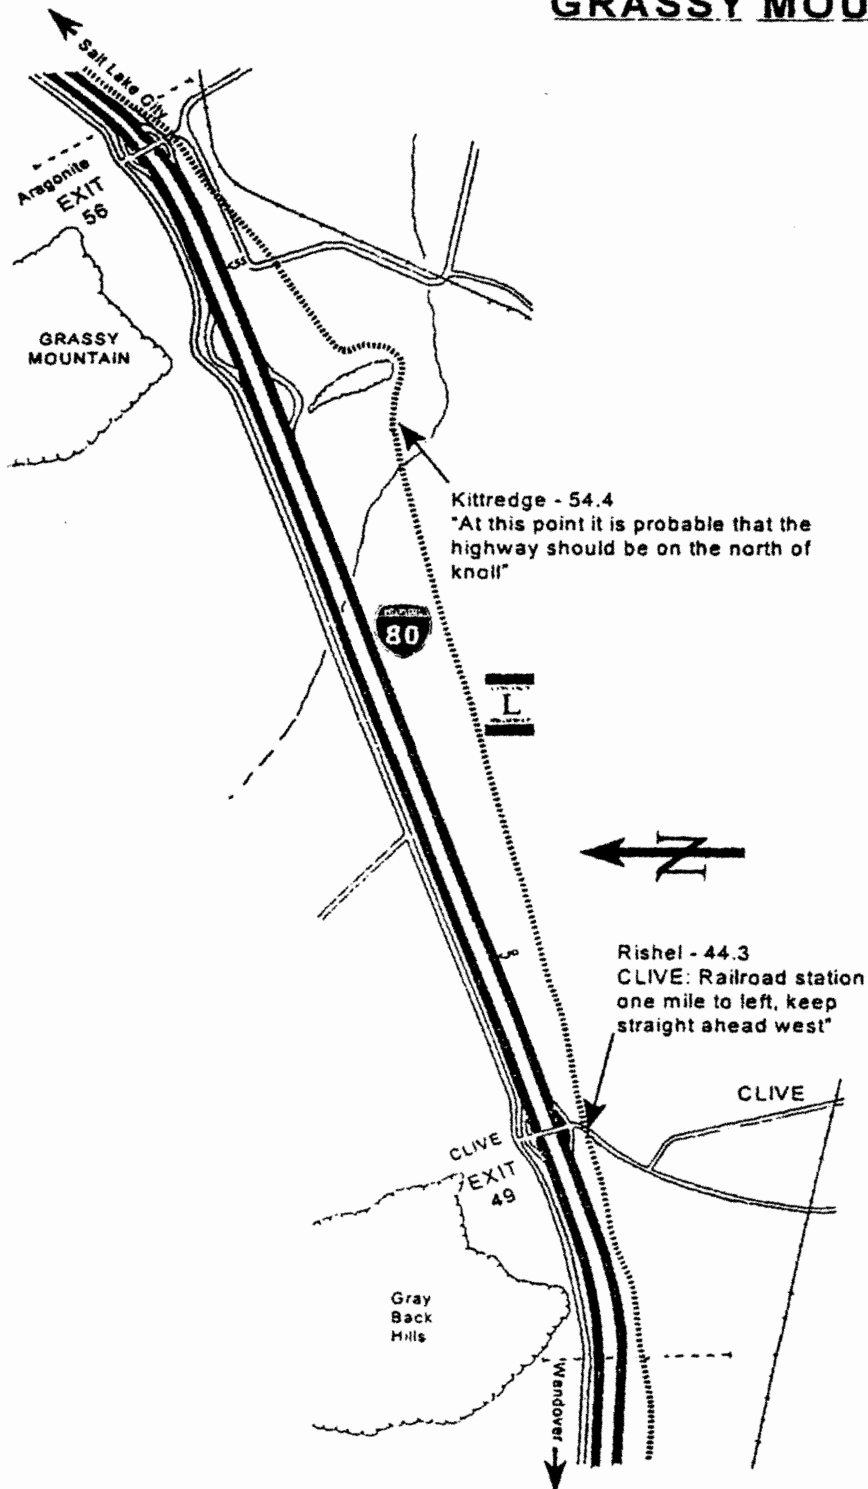 GRASSY MOU
Salt Lake City
Aragonite
EXIT
56
GRASSY
MOUNTAIN
Kittredge - 54.4
"At this point it is probable that the
highway should be on the north of
knoll"
80
L
N
Rishel - 44.3
CLIVE: Railroad station
one mile to left, keep
straight ahead west"
CLIVE
CLIVE
EXIT
49
Gray
Back
Hills
Wendover